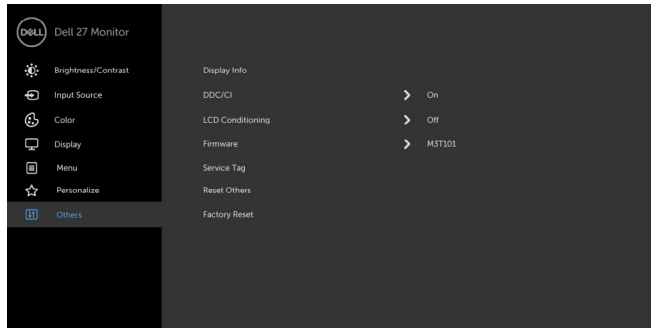 DELL Dell 27 Monitor
Brightness/Contrast Display Info
Input Source DDC/CI On
Color LCD Conditioning Off
Display Firmware M3T101
Menu Service Tag
Personalize Reset Others
Others Factory Reset